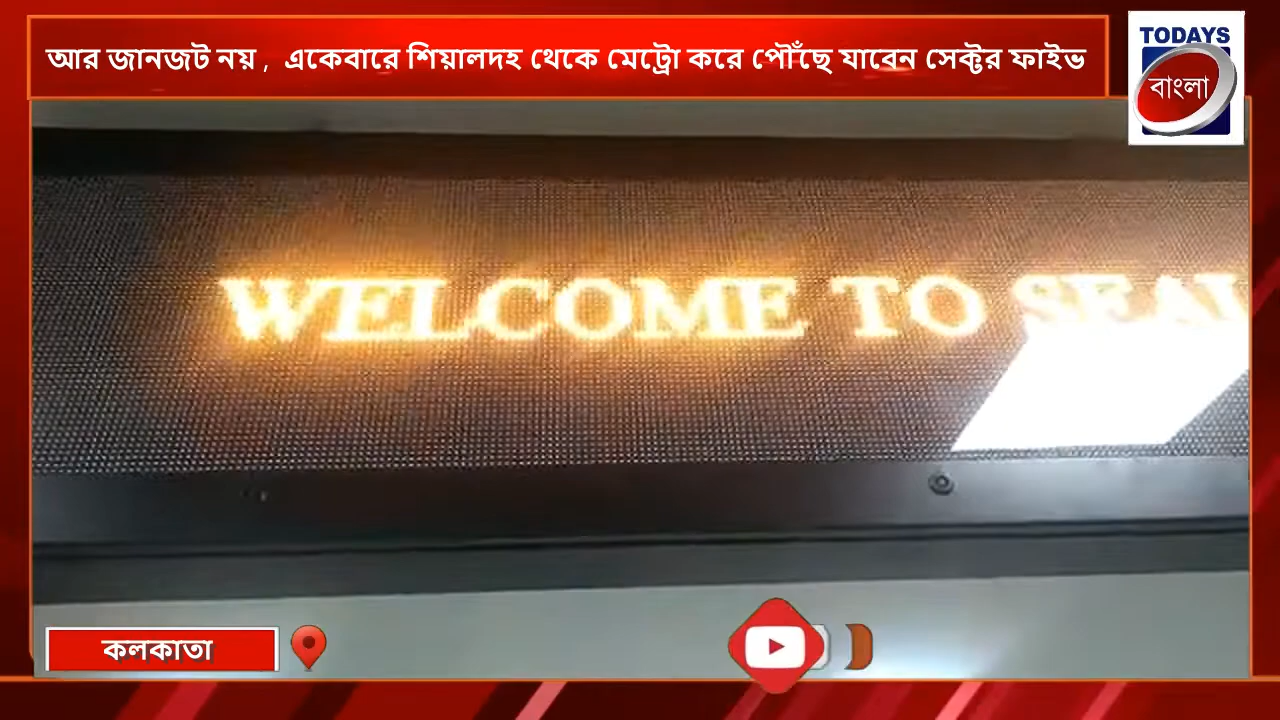 আর জানজট নয় , একেবারে শিয়ালদহ থেকে মেট্রো করে পৌঁছে যাবেন সেক্টর ফাইভ
TODAYS
বাংলা
WELCOME TO
কলকাতা